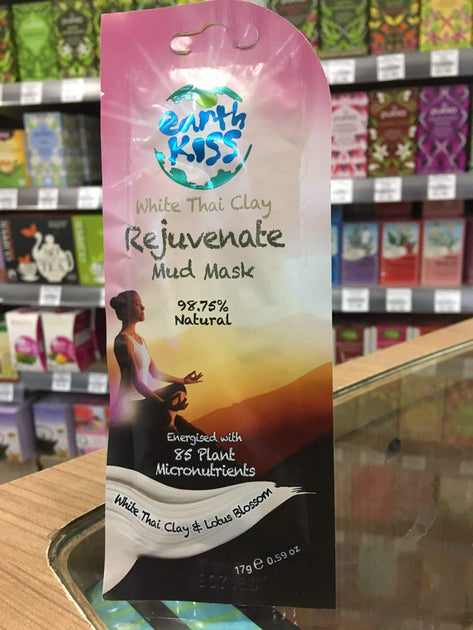 earth
kiss
White Thai Clay
Rejuvenate
Mud Mask
98.75%
Natural
Energised with
85 Plant
Micronutrients
White Thai Clay & Lotus Blossom
17g e 0.59 oz